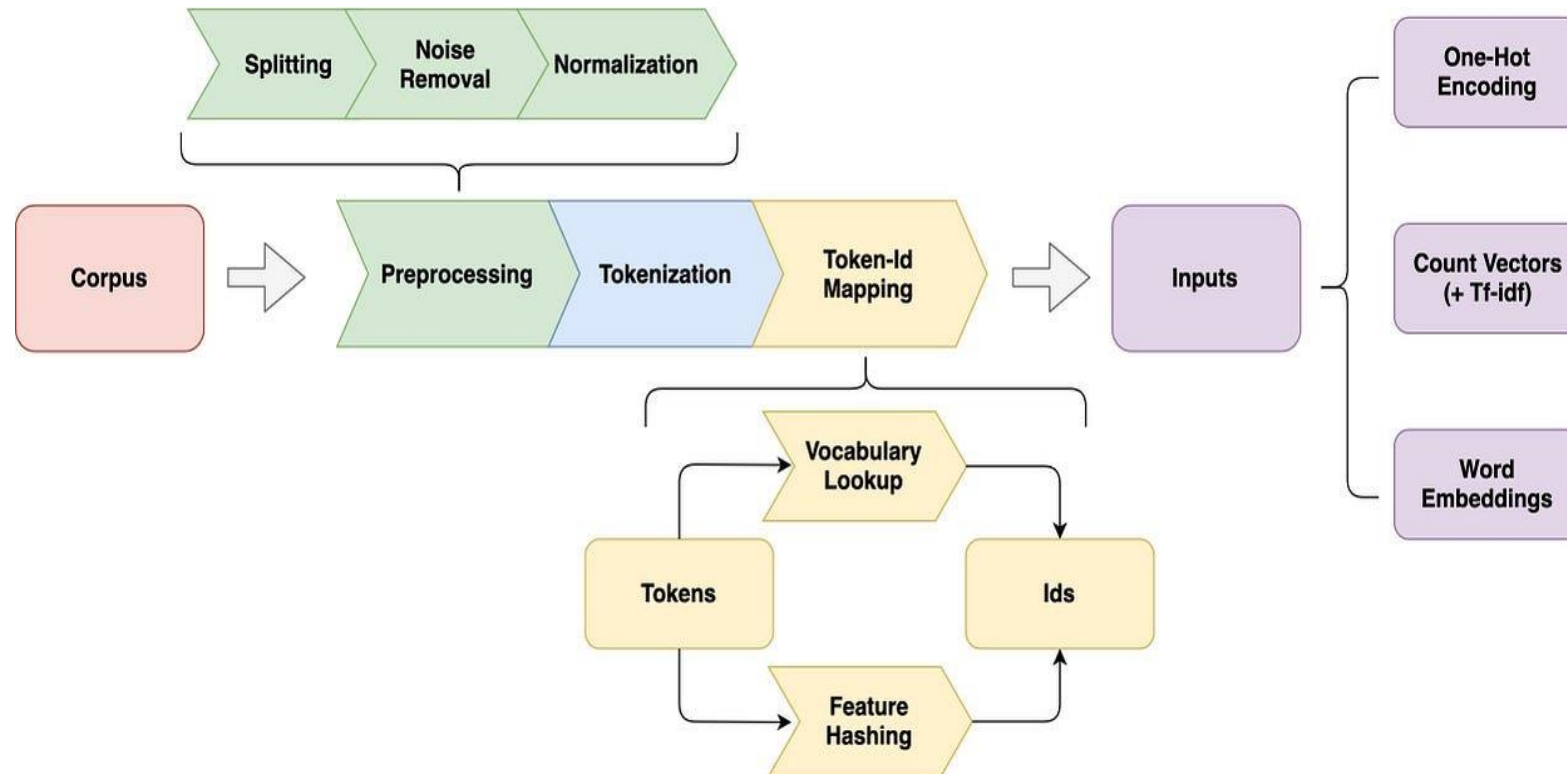 Splitting
Noise
Removal
Normalization
One-Hot
Encoding
Corpus
Preprocessing
Tokenization
Token-Id
Mapping
Inputs
Count Vectors
(+ Tf-idf)
Vocabulary
Lookup
Word
Embeddings
Tokens
Ids
Feature
Hashing